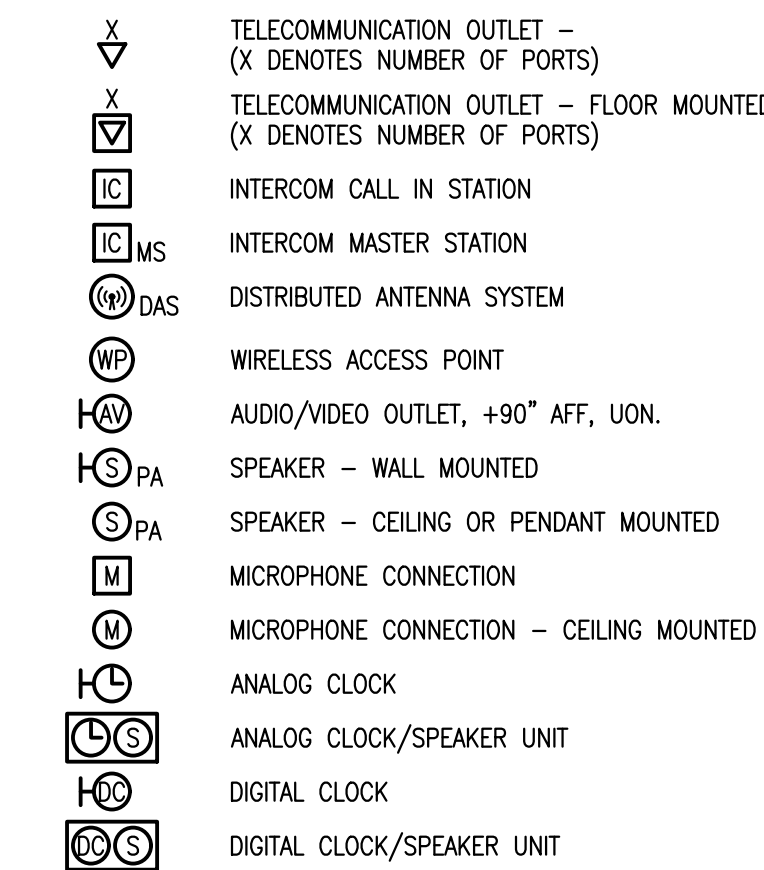 X TELECOMMUNICATION OUTLET –
(X DENOTES NUMBER OF PORTS)
X TELECOMMUNICATION OUTLET – FLOOR MOUNTED
(X DENOTES NUMBER OF PORTS)
IC INTERCOM CALL IN STATION
IC MS INTERCOM MASTER STATION
DAS DISTRIBUTED ANTENNA SYSTEM
WP WIRELESS ACCESS POINT
AV AUDIO/VIDEO OUTLET, +90" AFF, UON.
S PA SPEAKER – WALL MOUNTED
S PA SPEAKER – CEILING OR PENDANT MOUNTED
M MICROPHONE CONNECTION
M MICROPHONE CONNECTION – CEILING MOUNTED
ANALOG CLOCK
S ANALOG CLOCK/SPEAKER UNIT
DC DIGITAL CLOCK
DC S DIGITAL CLOCK/SPEAKER UNIT